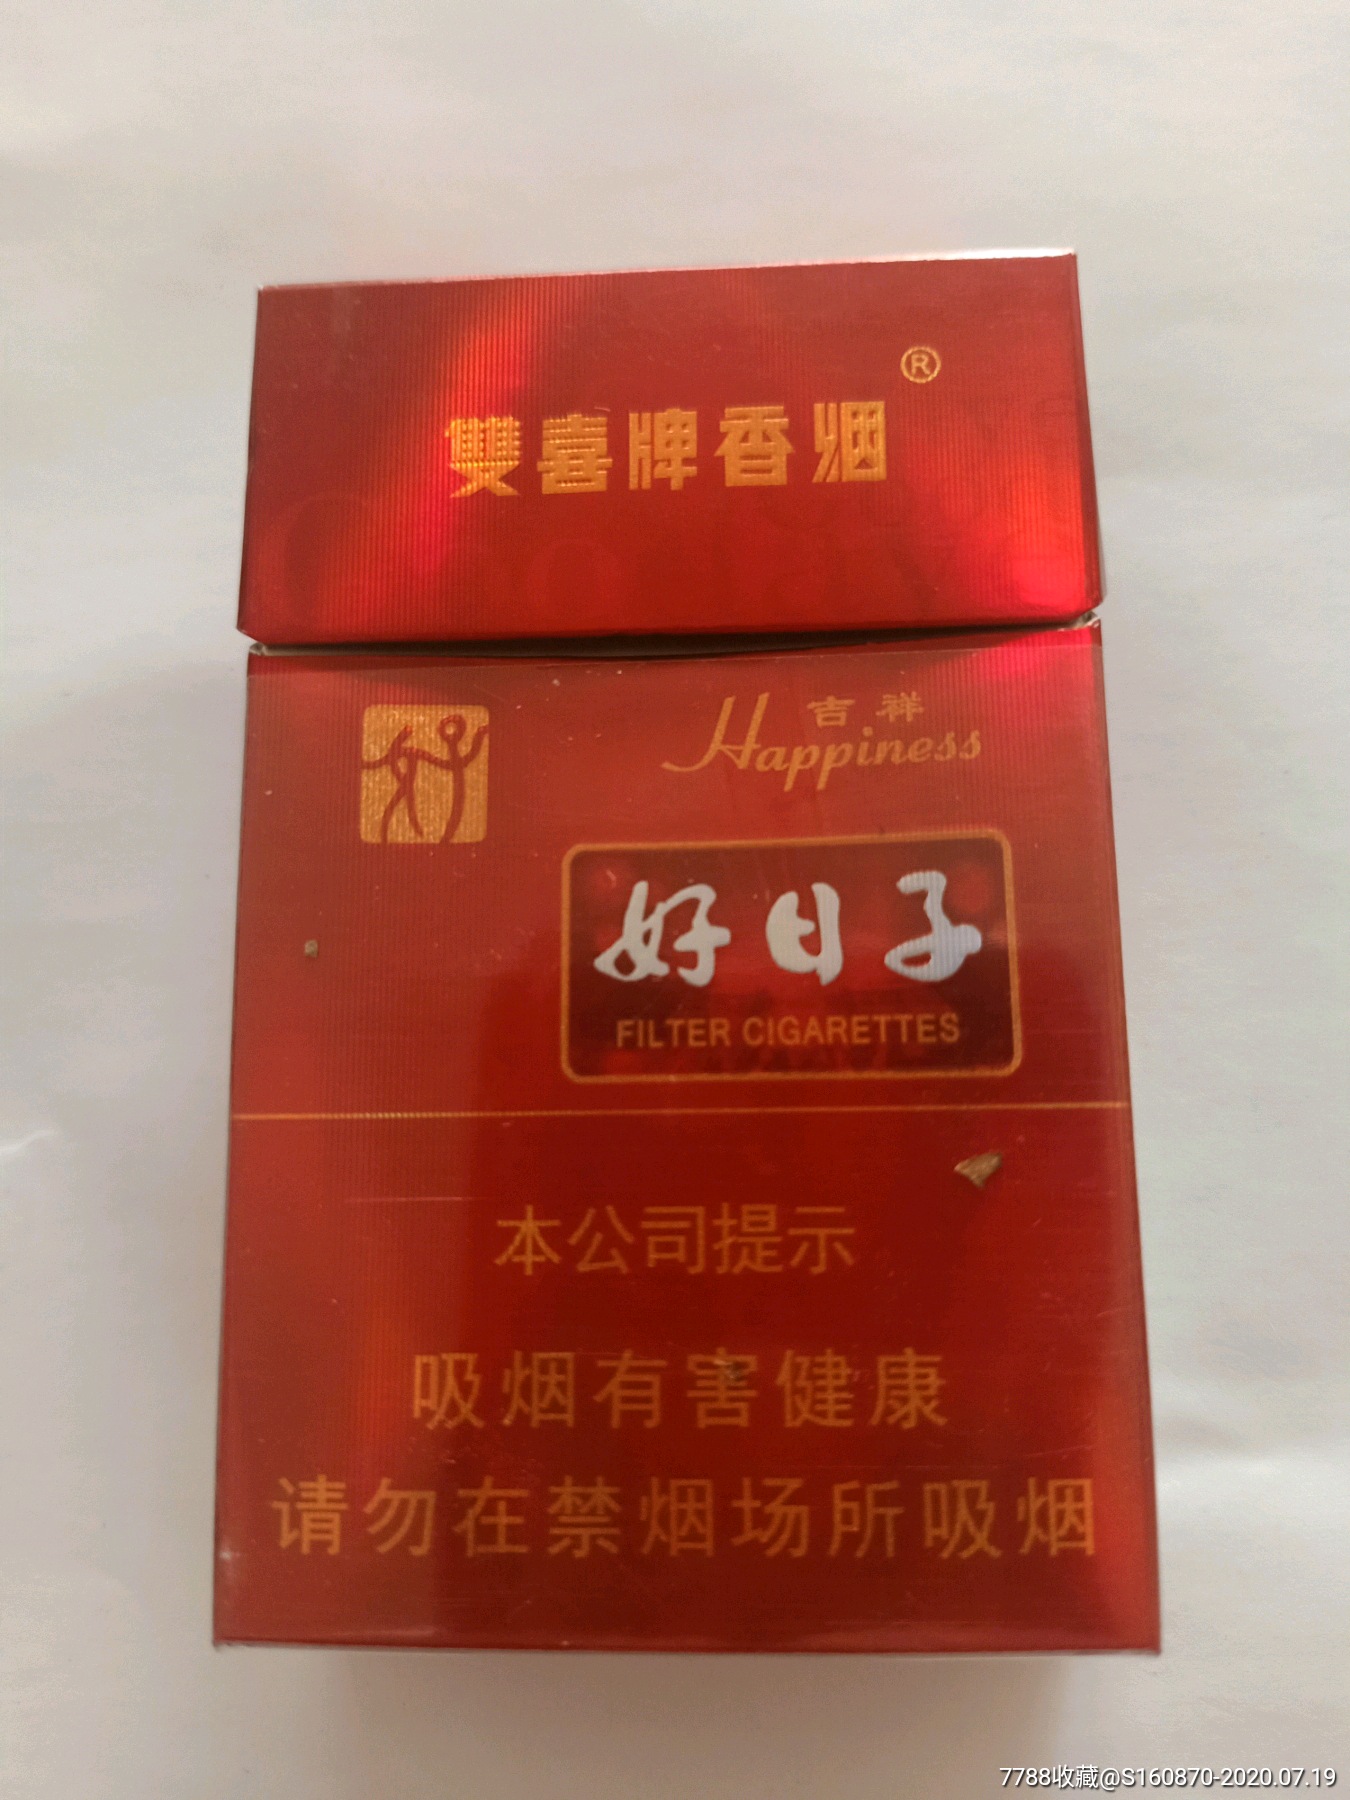 雙喜牌香烟®
吉祥
Happiness
好日子
FILTER CIGARETTES
本公司提示
吸烟有害健康
请勿在禁烟场所吸烟
7788收藏@S160870-2020.07.19